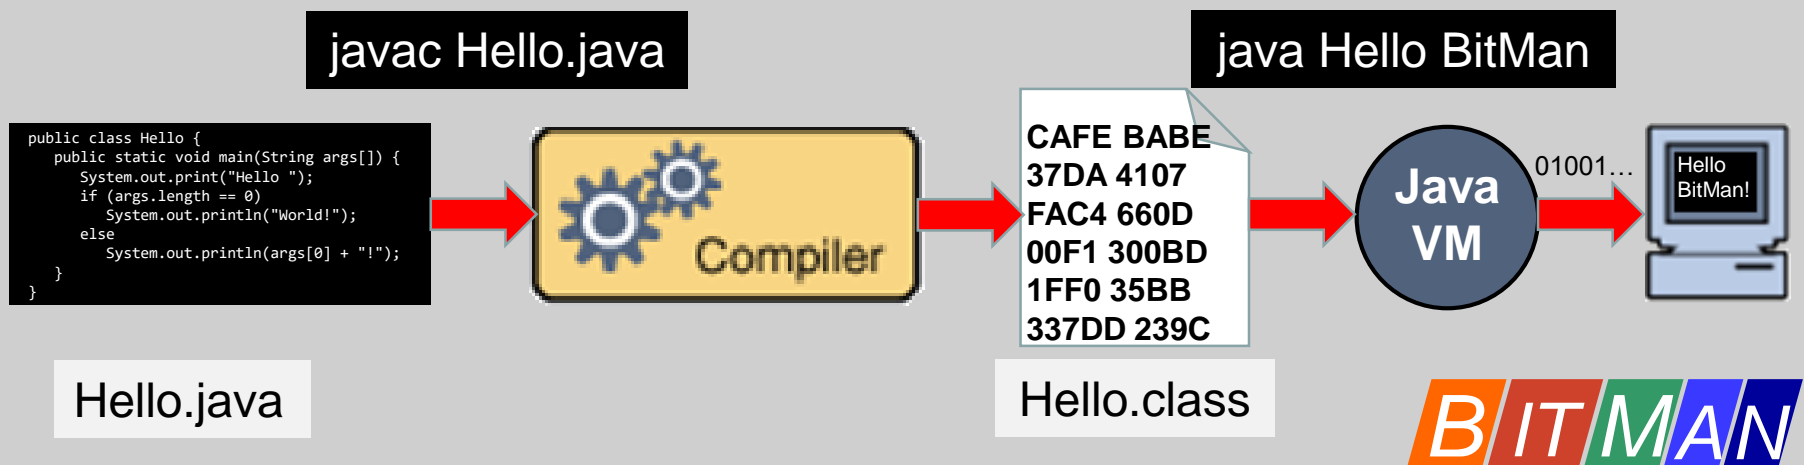 javac Hello.java
java Hello BitMan
public class Hello {
   public static void main(String args[]) {
      System.out.print("Hello ");
      if (args.length == 0)
         System.out.println("World!");
      else
         System.out.println(args[0] + "!");
   }
}
Compiler
CAFE BABE
37DA 4107
FAC4 660D
00F1 300BD
1FF0 35BB
337DD 239C
Java
VM
01001...
Hello
BitMan!
Hello.java
Hello.class
BITMAN